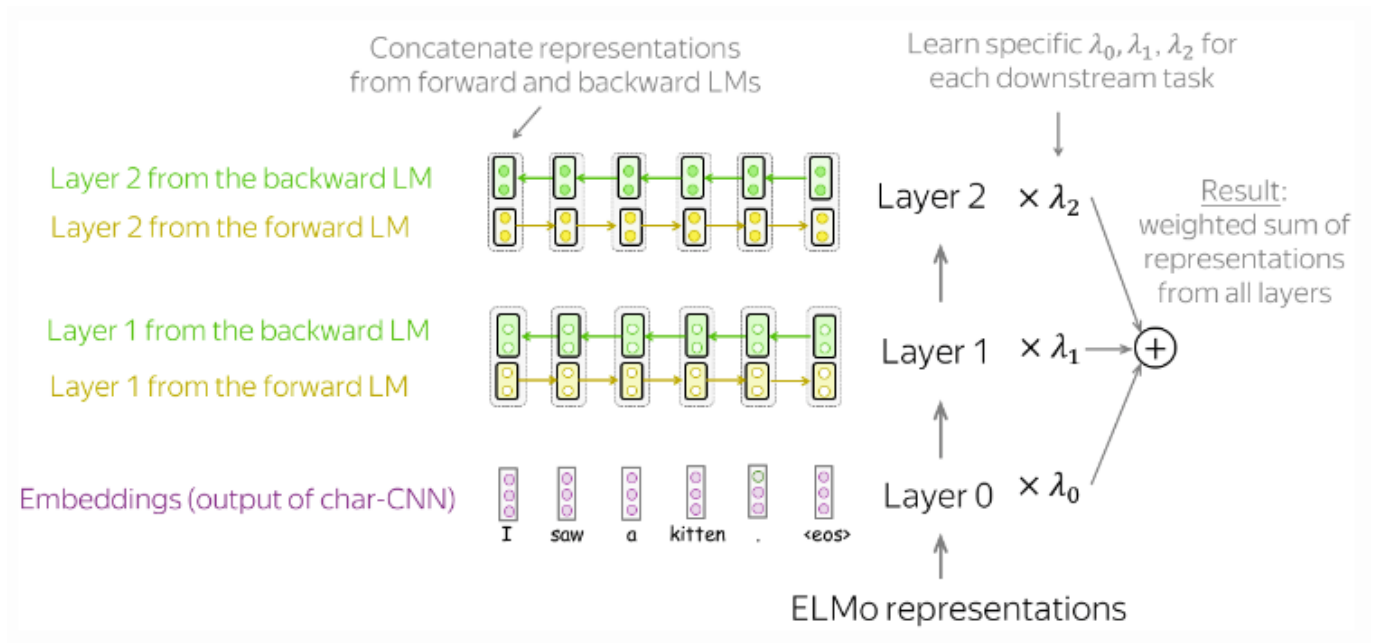 Concatenate representations
from forward and backward LMs
Learn specific λ₀, λ₁, λ₂ for
each downstream task
Layer 2 from the backward LM
Layer 2 from the forward LM
Layer 2 × λ₂
Result:
weighted sum of
representations
from all layers
Layer 1 from the backward LM
Layer 1 from the forward LM
Layer 1 × λ₁
+
Embeddings (output of char-CNN)
I saw a kitten . <eos>
Layer 0 × λ₀
ELMo representations